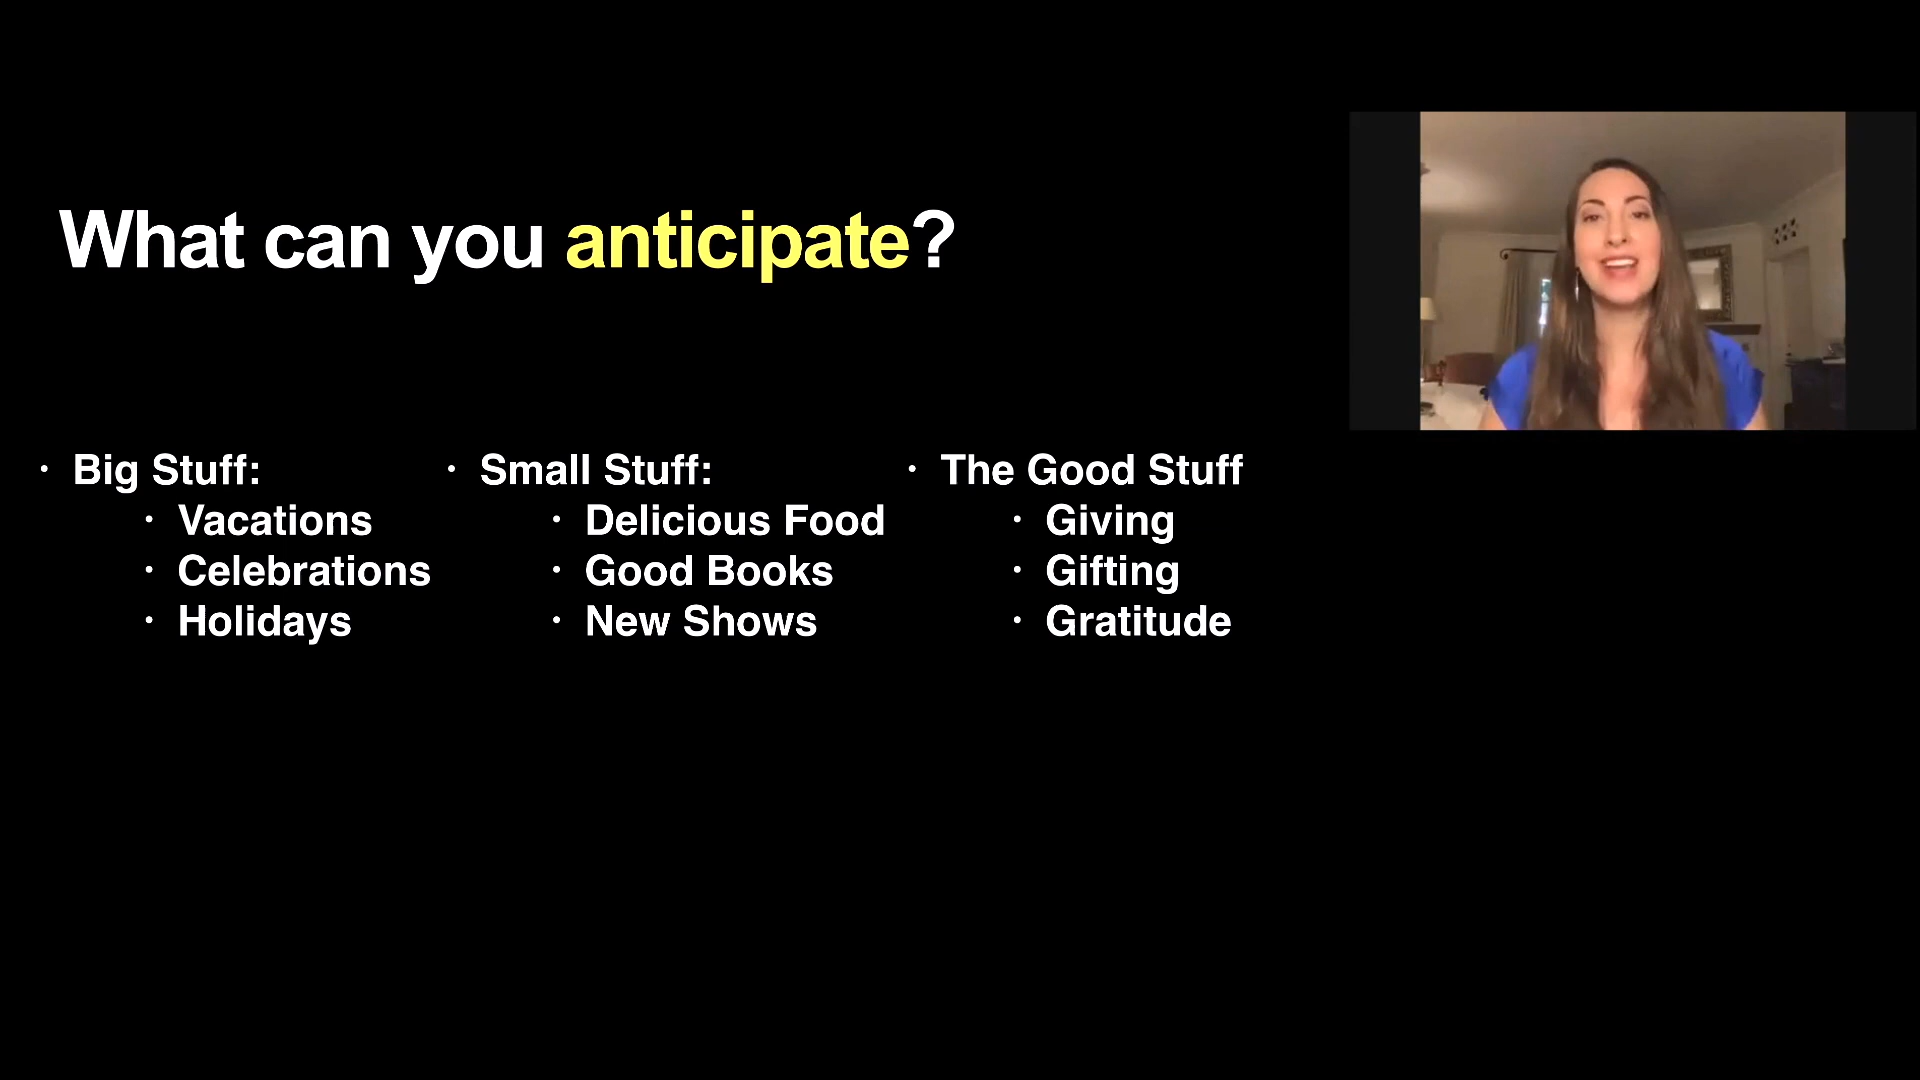 What can you anticipate?
· Big Stuff:
· Vacations
· Celebrations
· Holidays
· Small Stuff:
· Delicious Food
· Good Books
· New Shows
· The Good Stuff
· Giving
· Gifting
· Gratitude